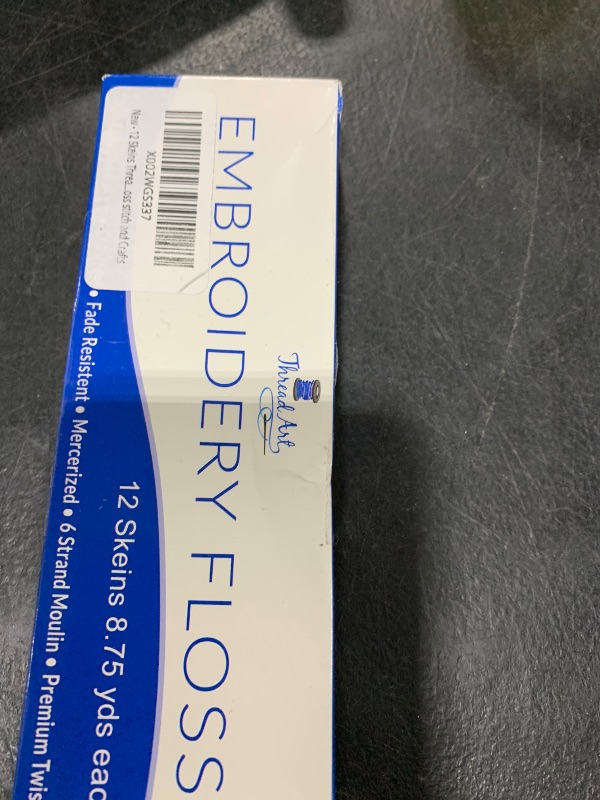 Thread Art
EMBROIDERY FLOSS
X002WGS337
New - 12 Skeins Threa...oss stitch and Crafts
12 Skeins 8.75 yds eac
• Fade Resistent • Mercerized • 6 Strand Moulin • Premium Twis